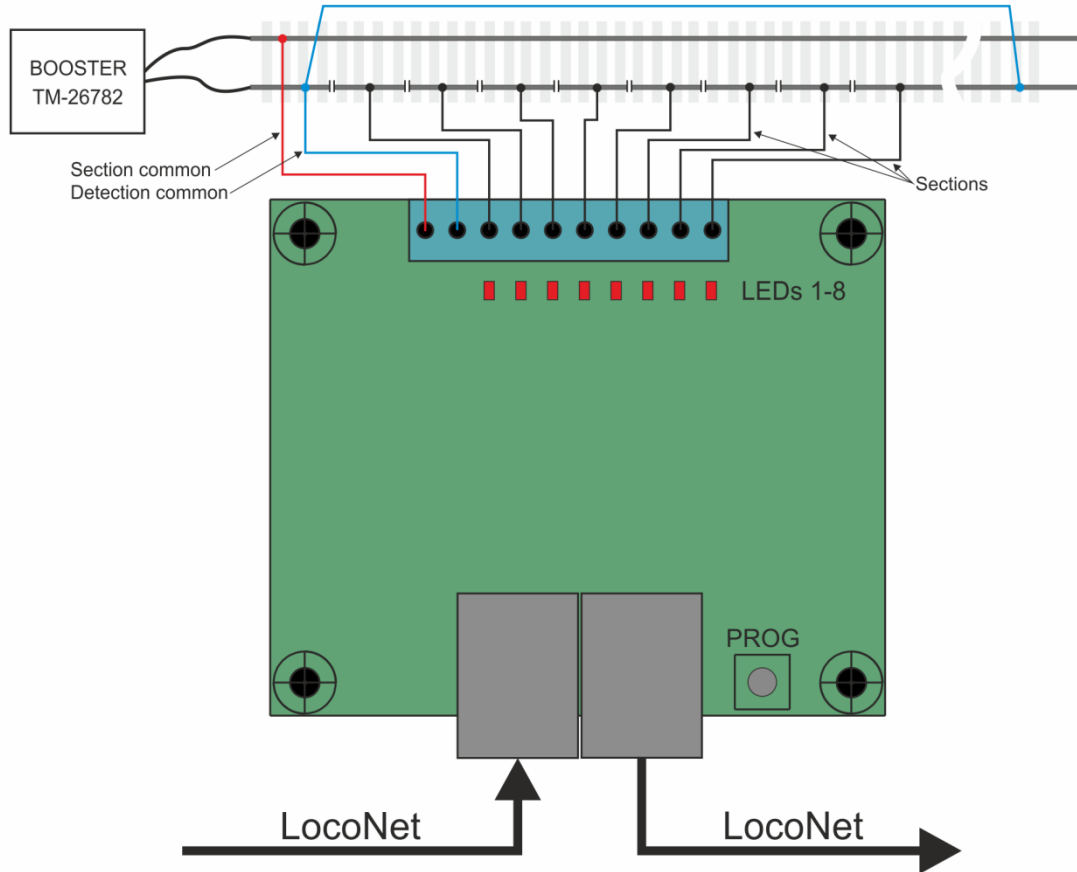 BOOSTER
TM-26782
Section common
Detection common
Sections
LEDs 1-8
PROG
LocoNet
LocoNet